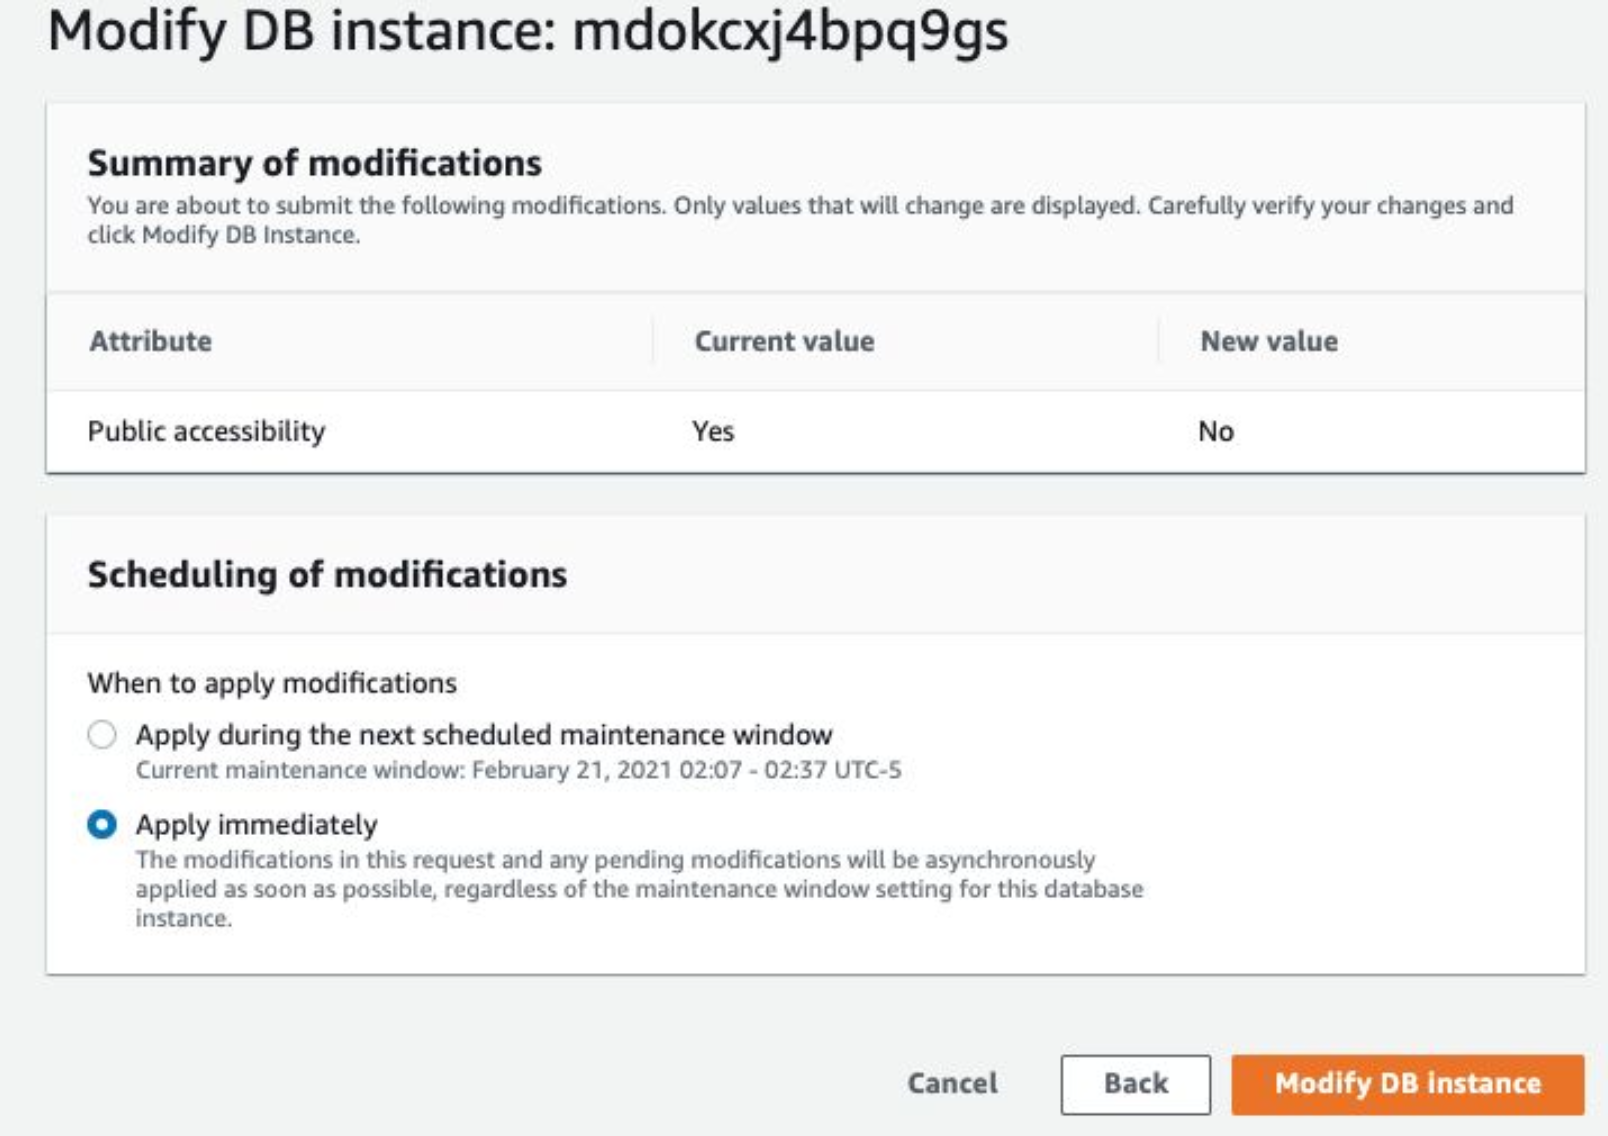 Modify DB instance: mdokcxj4bpq9gs
Summary of modifications
You are about to submit the following modifications. Only values that will change are displayed. Carefully verify your changes and
click Modify DB Instance.
Attribute Current value New value
Public accessibility Yes No
Scheduling of modifications
When to apply modifications
Apply during the next scheduled maintenance window
Current maintenance window: February 21, 2021 02:07 - 02:37 UTC-5
Apply immediately
The modifications in this request and any pending modifications will be asynchronously
applied as soon as possible, regardless of the maintenance window setting for this database
instance.
Cancel Back Modify DB instance